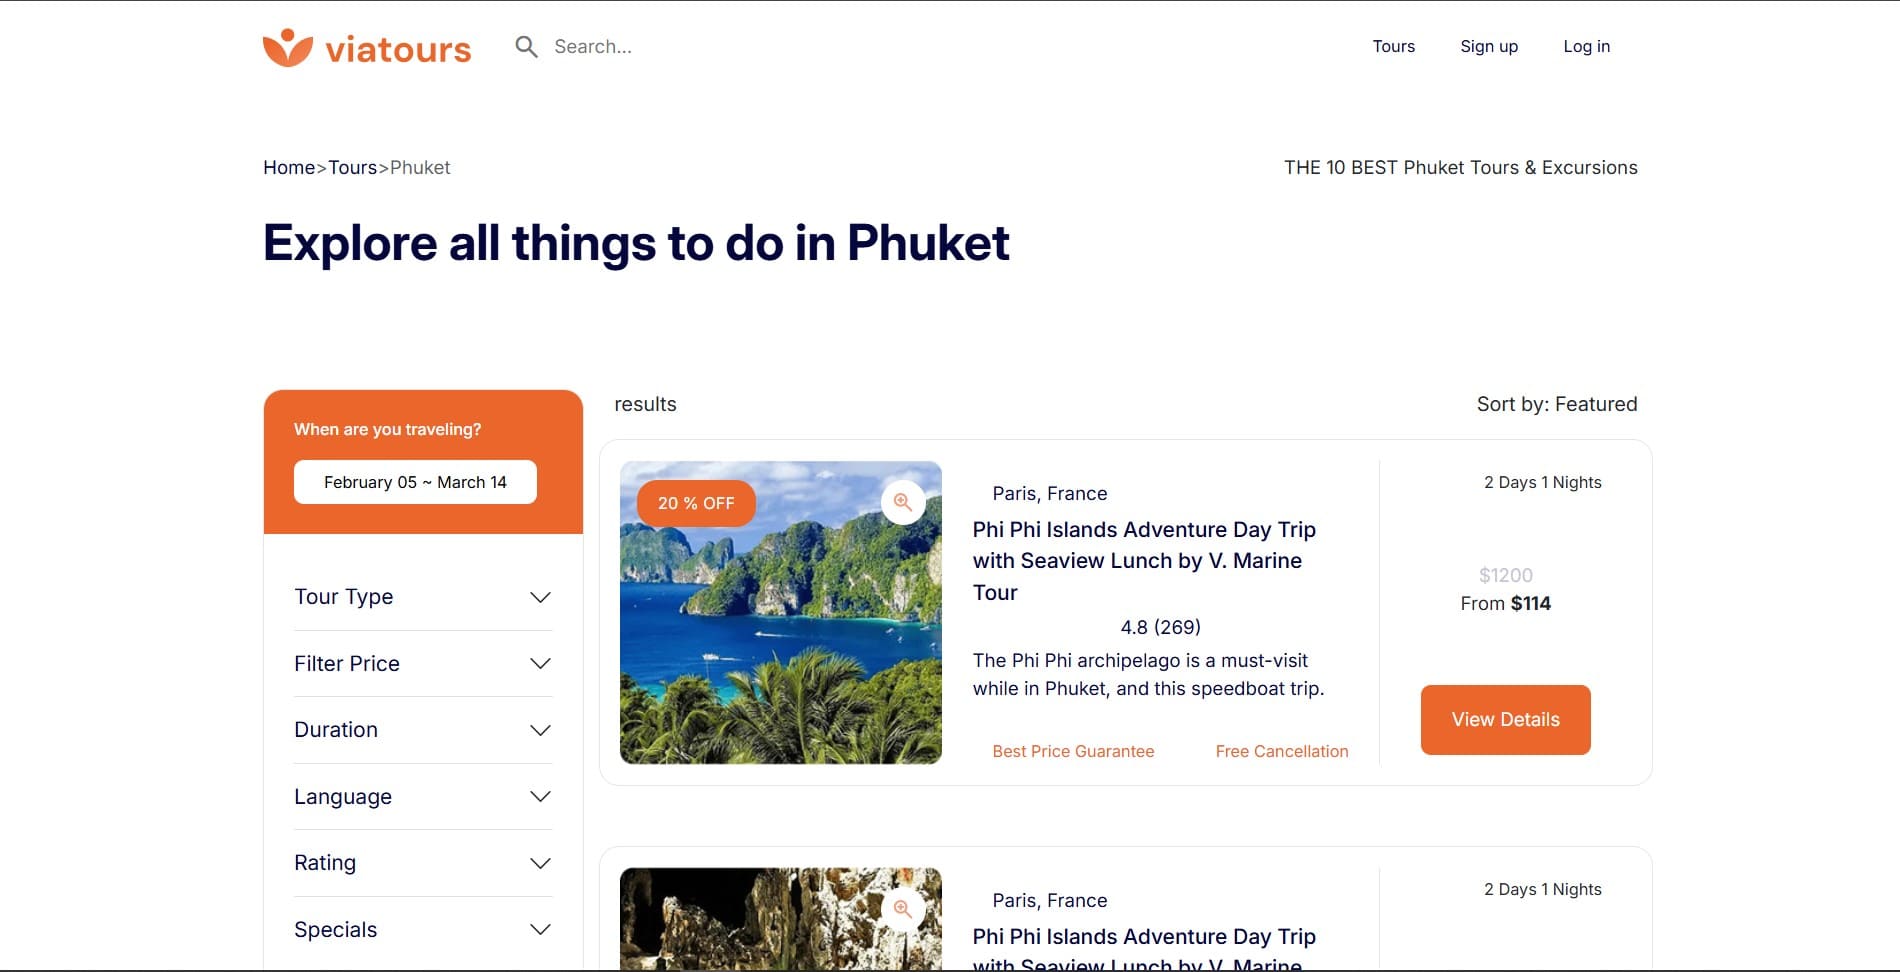 viatours
Search...
Tours
Sign up
Log in
Home>Tours>Phuket
THE 10 BEST Phuket Tours & Excursions
Explore all things to do in Phuket
When are you traveling?
February 05 ~ March 14
Tour Type
Filter Price
Duration
Language
Rating
Specials
results
Sort by: Featured
20 % OFF
Paris, France
Phi Phi Islands Adventure Day Trip
with Seaview Lunch by V. Marine
Tour
4.8 (269)
The Phi Phi archipelago is a must-visit
while in Phuket, and this speedboat trip.
Best Price Guarantee
Free Cancellation
2 Days 1 Nights
$1200
From $114
View Details
Paris, France
Phi Phi Islands Adventure Day Trip
with Seaview Lunch by V. Marine
2 Days 1 Nights